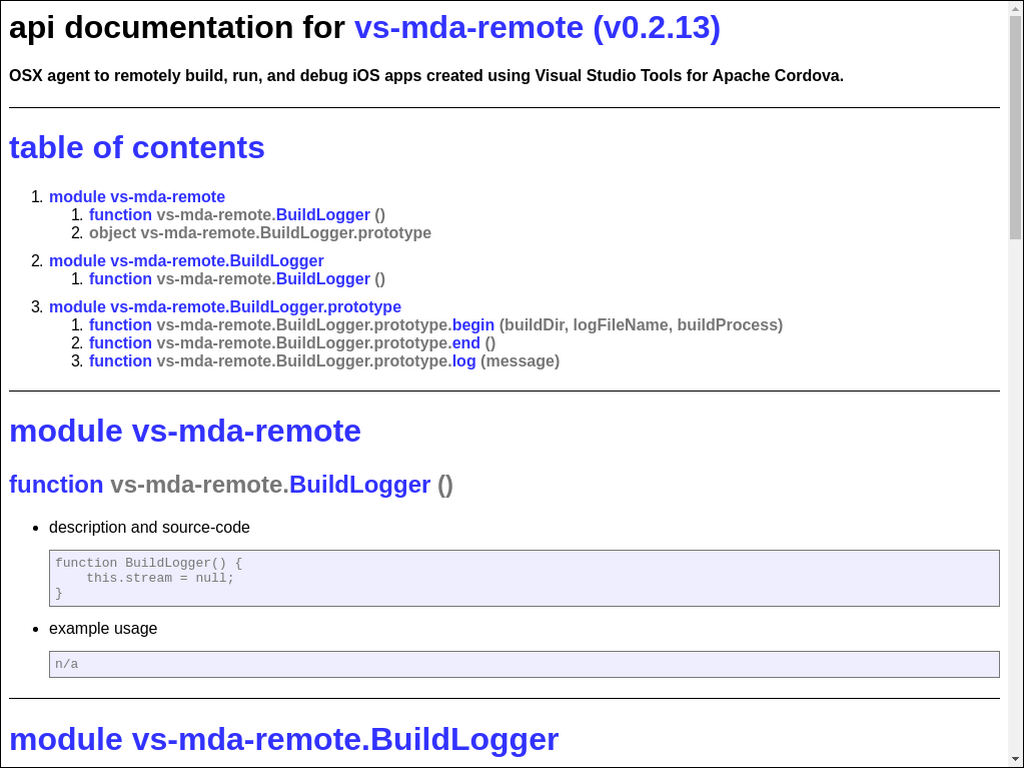 api documentation for vs-mda-remote (v0.2.13)
OSX agent to remotely build, run, and debug iOS apps created using Visual Studio Tools for Apache Cordova.
table of contents
1. module vs-mda-remote
1. function vs-mda-remote.BuildLogger ()
2. object vs-mda-remote.BuildLogger.prototype
2. module vs-mda-remote.BuildLogger
1. function vs-mda-remote.BuildLogger ()
3. module vs-mda-remote.BuildLogger.prototype
1. function vs-mda-remote.BuildLogger.prototype.begin (buildDir, logFileName, buildProcess)
2. function vs-mda-remote.BuildLogger.prototype.end ()
3. function vs-mda-remote.BuildLogger.prototype.log (message)
module vs-mda-remote
function vs-mda-remote.BuildLogger ()
• description and source-code
function BuildLogger() {
    this.stream = null;
}
• example usage
n/a
module vs-mda-remote.BuildLogger